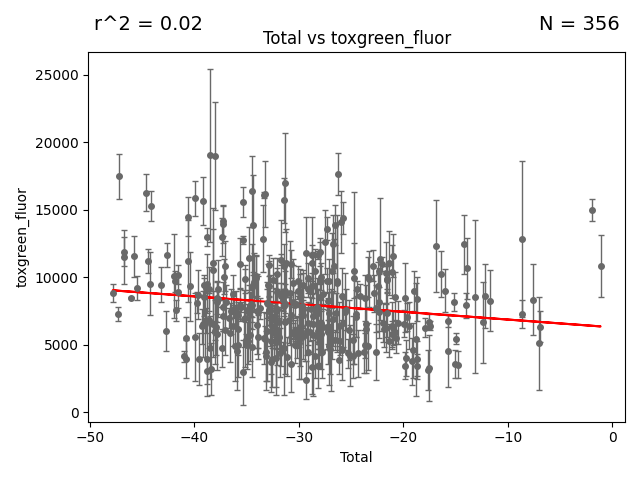 r^2 = 0.02
N = 356
Total vs toxgreen_fluor
25000
20000
15000
10000
5000
0
toxgreen_fluor
−50
−40
−30
−20
−10
0
Total